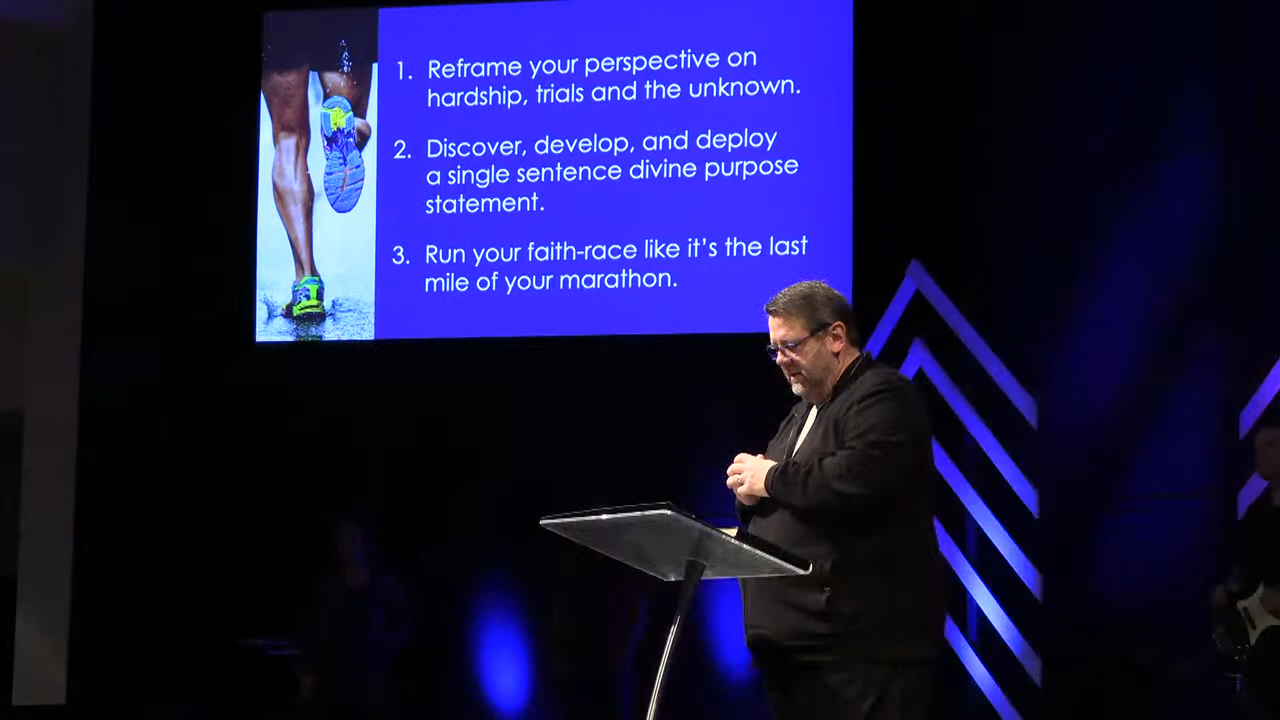 1. Reframe your perspective on
hardship, trials and the unknown.
2. Discover, develop, and deploy
a single sentence divine purpose
statement.
3. Run your faith-race like it's the last
mile of your marathon.